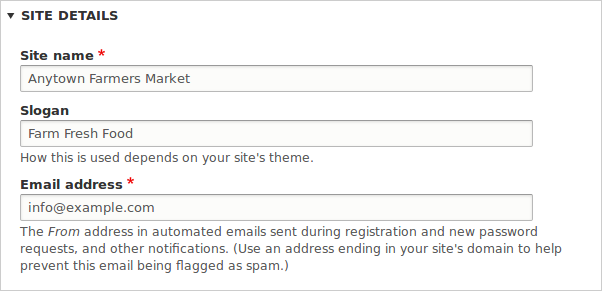 SITE DETAILS
Site name *
Anytown Farmers Market
Slogan
Farm Fresh Food
How this is used depends on your site's theme.
Email address *
info@example.com
The From address in automated emails sent during registration and new password
requests, and other notifications. (Use an address ending in your site's domain to help
prevent this email being flagged as spam.)